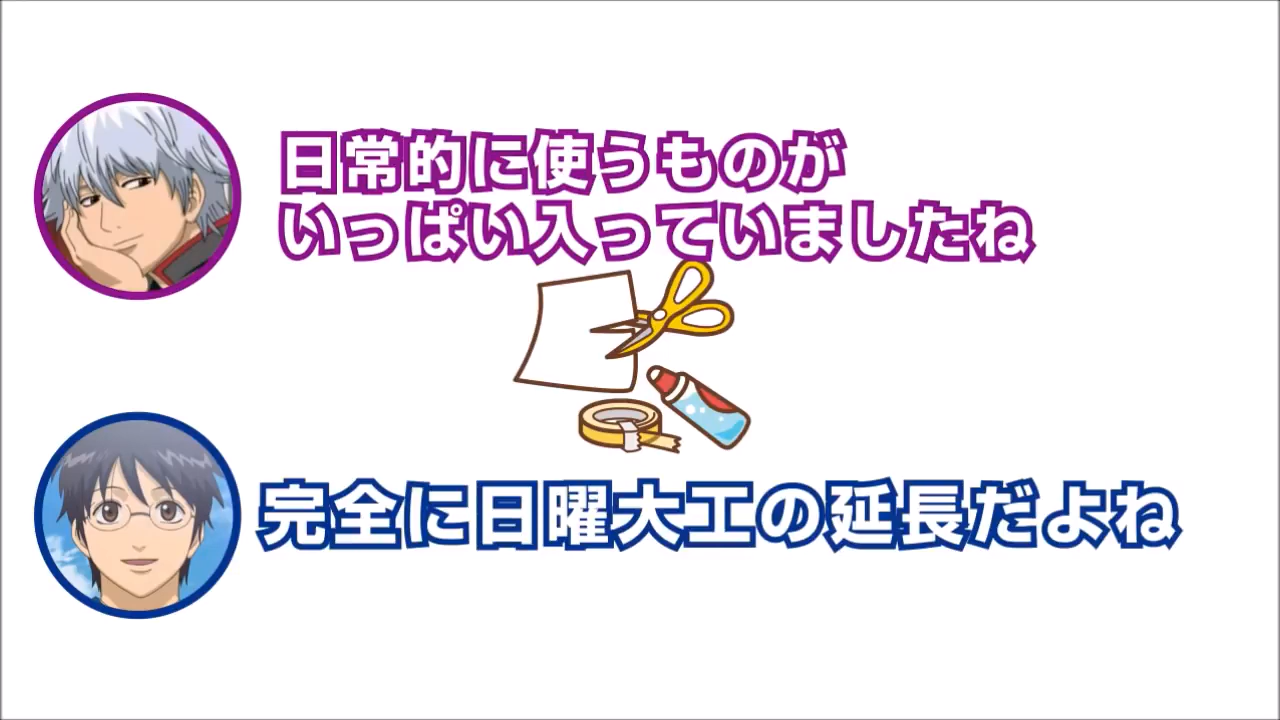 日常的に使うものが
いっぱい入っていましたね
完全に日曜大工の延長だよね